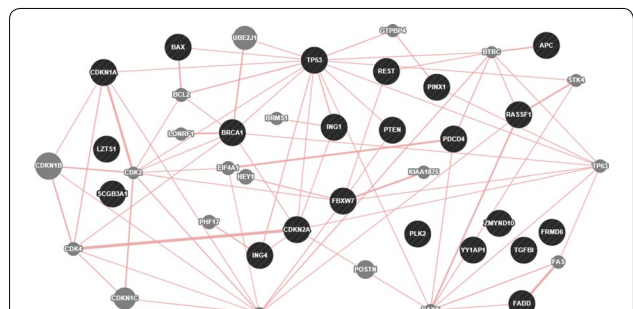 GTPBP4
UBE2J1
BAX
APC
BTRC
TP53
CDKN1A
REST
STK4
PINX1
BCL2
RASSF1
BRMS1
ING1
PTEN
LONRF1
BRCA1
PDCD4
LZTS1
CDKN1B
TP63
EIF4A1
CDK2
KIAA1875
HEY1
SCGB3A1
FBXW7
PHF17
ZMYND10
CDKN2A
PLK2
FRMD6
CDK4
YY1AP1
TGFBI
ING4
FAS
POSTN
CDKN1C
FADD